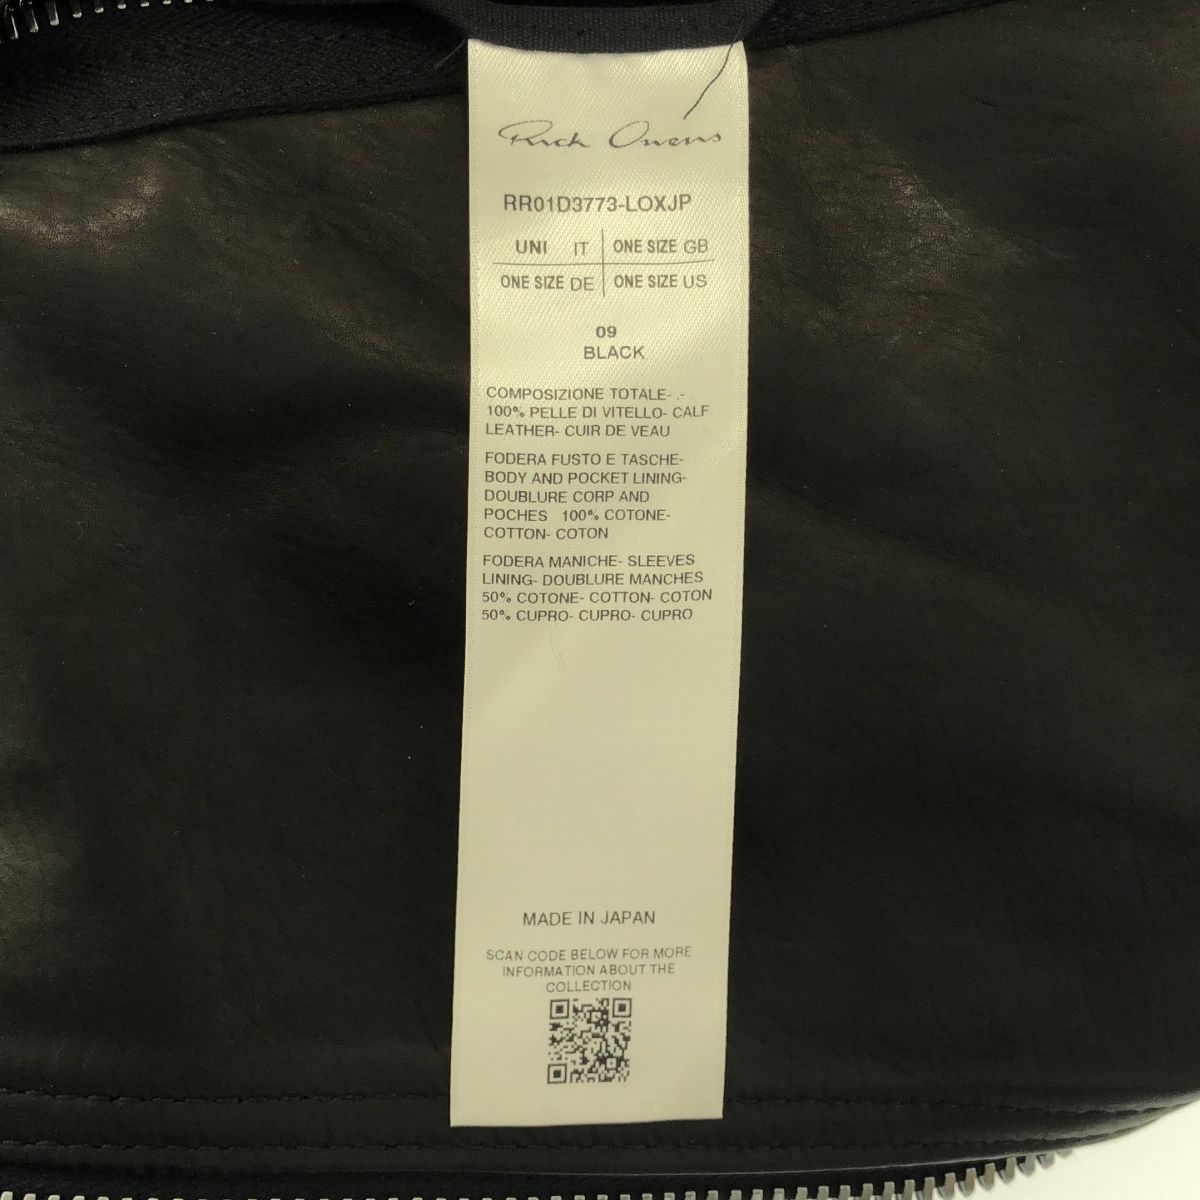 Rick Owens
RR01D3773-LOXJP
UNI IT ONE SIZE GB
ONE SIZE DE ONE SIZE US
09
BLACK
COMPOSIZIONE TOTALE- -
100% PELLE DI VITELLO- CALF
LEATHER- CUIR DE VEAU
FODERA FUSTO E TASCHE-
BODY AND POCKET LINING-
DOUBLURE CORP AND
POCHES 100% COTONE-
COTTON- COTON
FODERA MANICHE- SLEEVES
LINING- DOUBLURE MANCHES
50% COTONE- COTTON- COTON
50% CUPRO- CUPRO- CUPRO
MADE IN JAPAN
SCAN CODE BELOW FOR MORE
INFORMATION ABOUT THE
COLLECTION